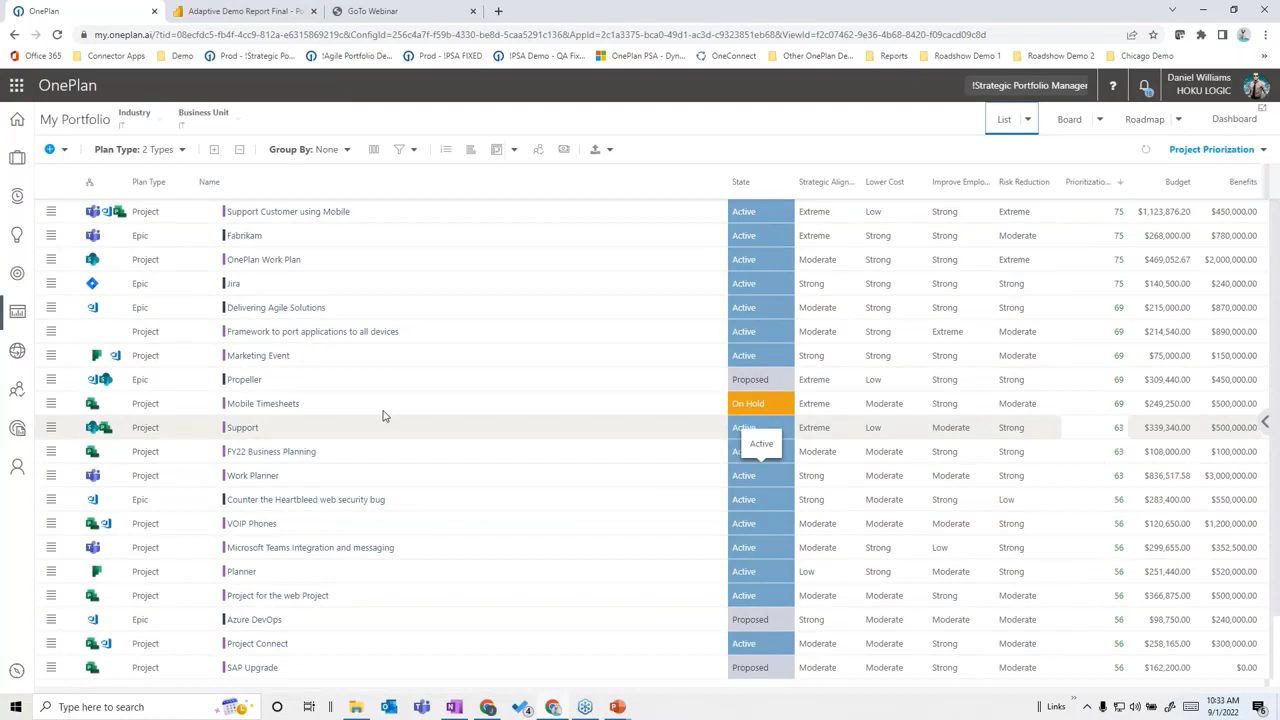 OnePlan
Adaptive Demo Report Final - Po
GoTo Webinar
my.oneplan.ai/?tid=08ecfdc5-fb4f-4cc9-812a-e6315869219c&ConfigId=256c4a7f-59ba-4330-be8d-5caa5291c136&AppId=2c1a3375-bka0-49d1-ac3d-c9323851eb68&ViewId=f2c07462-9e36-4b68-8420-f09cacd09c8d
Office 365 Connector Apps Demo Prod - !Strategic Po... Prod - !Agile Portfolio De... Prod - !PSA FIXED !PSA Demo - QA Fix... OnePlan PSA - Dyn... OneConnect Other OnePlan De... Reports Roadshow Demo 1 Roadshow Demo 2 Chicago Demo
OnePlan !Strategic Portfolio Manager ? Daniel Williams
HOKU LOGIC
My Portfolio Industry Business Unit List Board Roadmap Dashboard
IT IT
Plan Type: 2 Types Group By: None Project Priorization
Plan Type Name State Strategic Align... Lower Cost Improve Emplo... Risk Reduction Prioritizatio... Budget Benefits
Project Support Customer using Mobile Active Extreme Low Strong Extreme 75 $1,123,876.20 $450,000.00
Epic Fabrikam Active Extreme Strong Strong Moderate 75 $268,000.00 $780,000.00
Project OnePlan Work Plan Active Moderate Strong Strong Extreme 75 $469,052.67 $2,000,000.00
Epic Jira Active Strong Strong Strong Strong 75 $140,500.00 $240,000.00
Epic Delivering Agile Solutions Active Moderate Strong Strong Strong 69 $215,000.00 $870,000.00
Project Framework to port applications to all devices Active Moderate Strong Extreme Moderate 69 $214,540.00 $890,000.00
Project Marketing Event Active Strong Strong Strong Moderate 69 $75,000.00 $150,000.00
Epic Propeller Proposed Extreme Low Strong Strong 69 $309,440.00 $450,000.00
Project Mobile Timesheets On Hold Extreme Moderate Strong Moderate 69 $249,250.00 $500,000.00
Project Support Active Extreme Low Moderate Strong 63 $339,340.00 $500,000.00
Active
Project FY22 Business Planning Moderate Moderate Strong Strong 63 $108,000.00 $100,000.00
Project Work Planner Active Strong Moderate Strong Moderate 63 $836,517.58 $3,000,000.00
Epic Counter the Heartbleed web security bug Active Strong Moderate Strong Low 56 $283,400.00 $550,000.00
Project VOIP Phones Active Moderate Moderate Moderate Strong 56 $120,650.00 $1,200,000.00
Project Microsoft Teams Integration and messaging Active Moderate Strong Low Strong 56 $299,655.00 $352,500.00
Project Planner Active Low Strong Moderate Strong 56 $251,440.00 $520,000.00
Project Project for the web Project Active Moderate Moderate Strong Moderate 56 $366,875.00 $500,000.00
Epic Azure DevOps Proposed Strong Moderate Moderate Moderate 56 $98,750.00 $240,000.00
Project Project Connect Active Moderate Moderate Strong Moderate 56 $258,165.00 $300,000.00
Project SAP Upgrade Proposed Moderate Moderate Strong Moderate 56 $162,200.00 $0.00
Type here to search Links 10:33 AM
9/1/2022